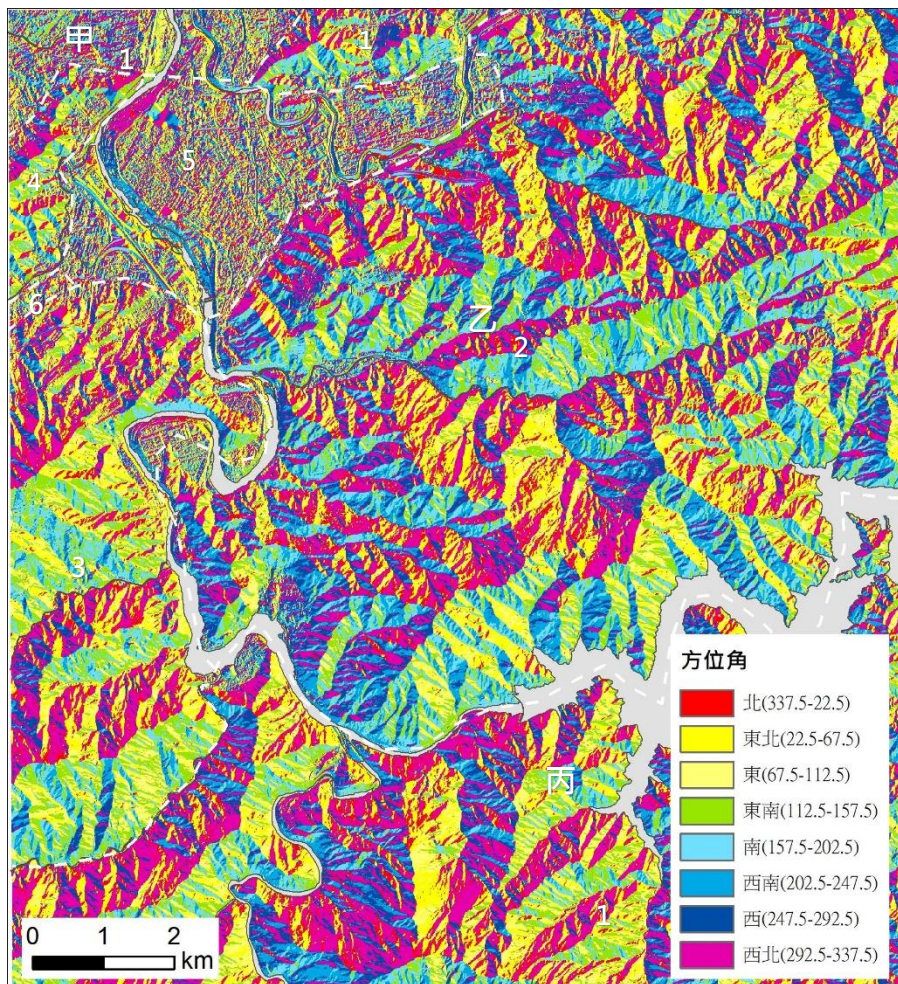 甲
1
1
5
4
6
乙
2
3
丙
1
方位角
北(337.5-22.5)
東北(22.5-67.5)
東(67.5-112.5)
東南(112.5-157.5)
南(157.5-202.5)
西南(202.5-247.5)
西(247.5-292.5)
西北(292.5-337.5)
0 1 2
km